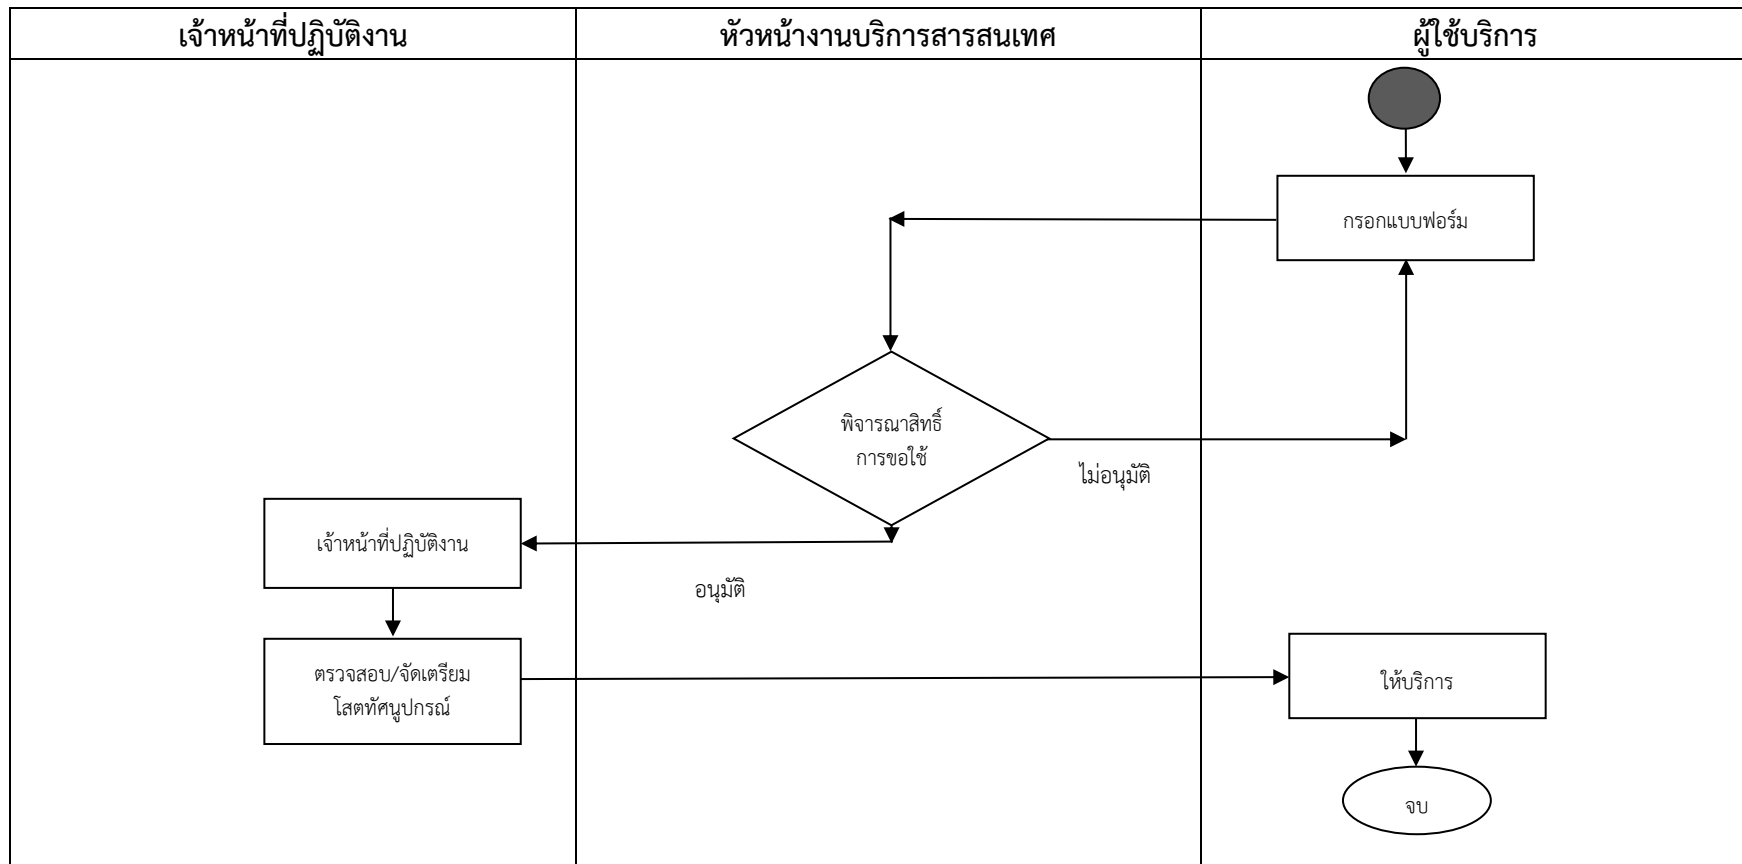 เจ้าหน้าที่ปฏิบัติงาน
หัวหน้างานบริการสารสนเทศ
ผู้ใช้บริการ
กรอกแบบฟอร์ม
พิจารณาสิทธิ์
การขอใช้
ไม่อนุมัติ
เจ้าหน้าที่ปฏิบัติงาน
อนุมัติ
ตรวจสอบ/จัดเตรียม
โสตทัศนูปกรณ์
ให้บริการ
จบ